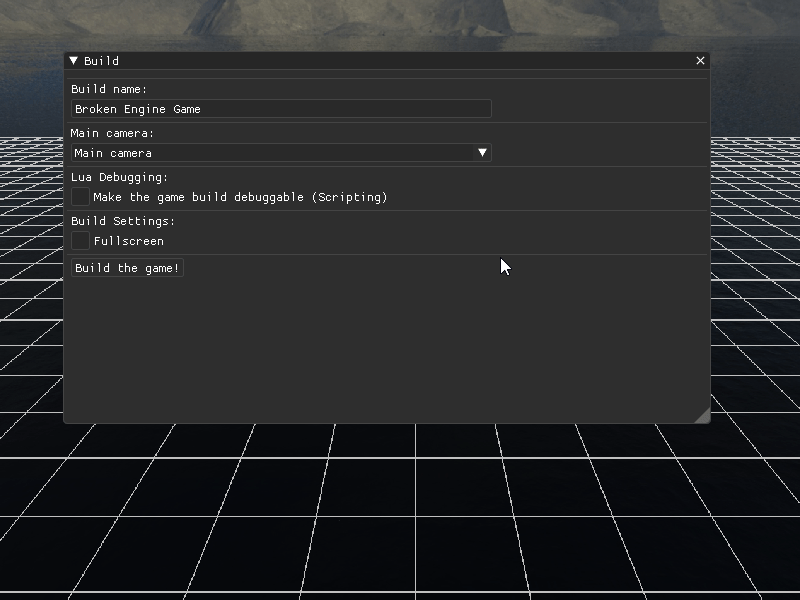 Build
Build name:
Broken Engine Game
Main camera:
Main camera
Lua Debugging:
Make the game build debuggable (Scripting)
Build Settings:
Fullscreen
Build the game!